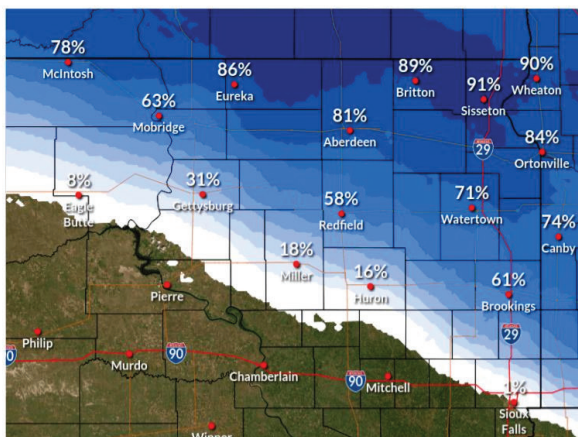 78%
McIntosh
86%
Eureka
89%
Britton
90%
Wheaton
91%
Sisseton
63%
Mobridge
81%
Aberdeen
29
84%
Ortonville
8%
Eagle
Butte
31%
Gettysburg
58%
Redfield
71%
Watertown
74%
Canby
18%
Miller
16%
Huron
61%
Brookings
Pierre
Philip
Murdo
90
Chamberlain
90
Mitchell
29
1%
Sioux
Falls
Winner